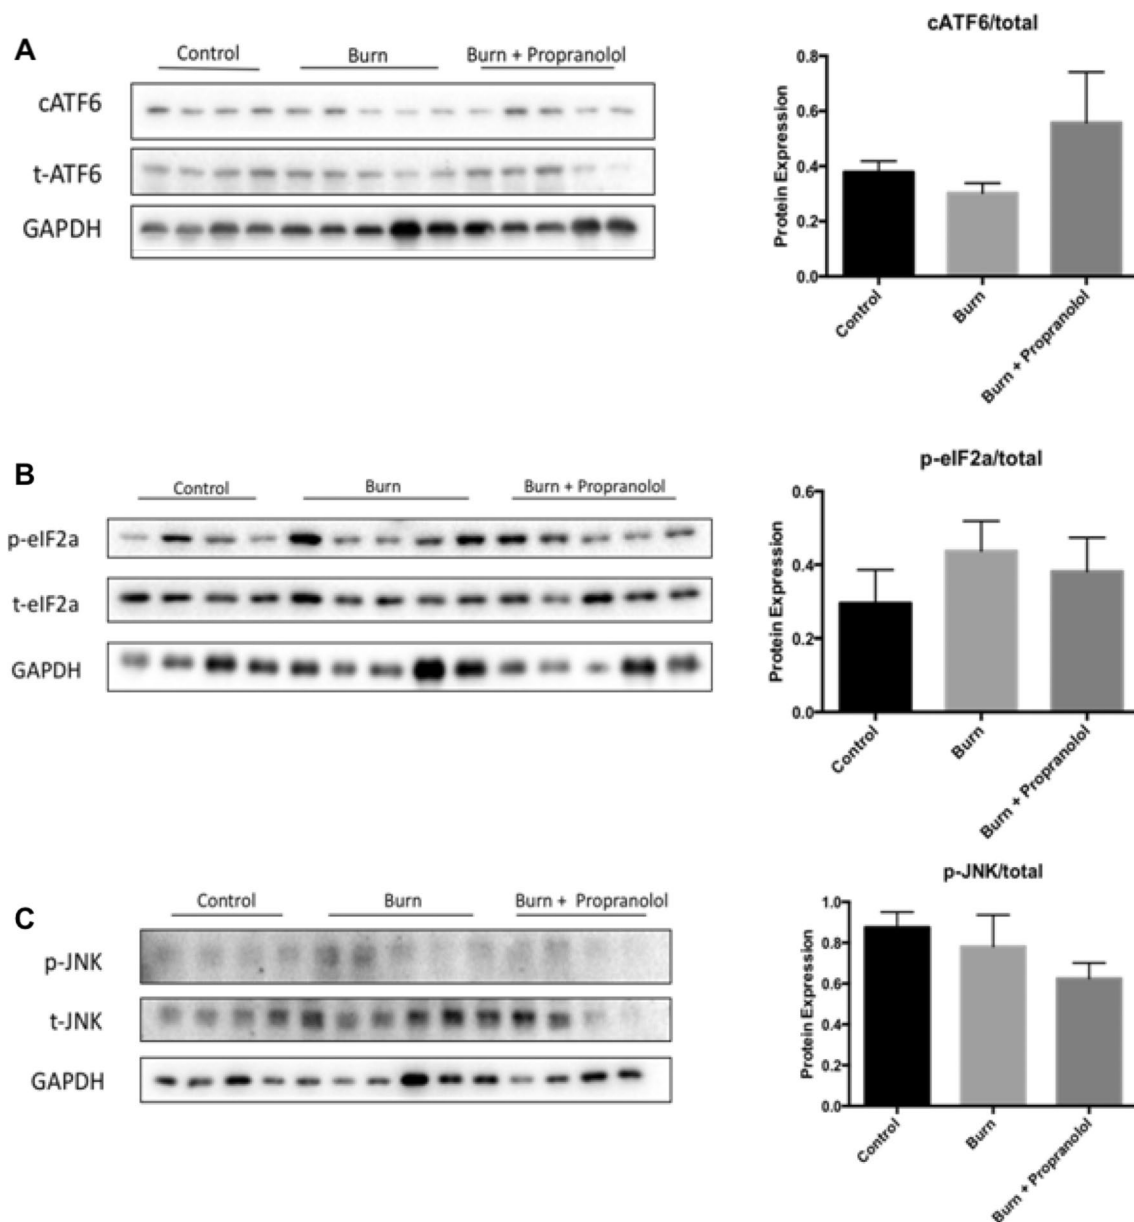 A
Control Burn Burn + Propranolol
cATF6
t-ATF6
GAPDH
cATF6/total
Protein Expression
0.8
0.6
0.4
0.2
0.0
Control
Burn
Burn + Propranolol
B
Control Burn Burn + Propranolol
p-eIF2a
t-eIF2a
GAPDH
p-eIF2a/total
Protein Expression
0.6
0.4
0.2
0.0
Control
Burn
Burn + Propranolol
C
Control Burn Burn + Propranolol
p-JNK
t-JNK
GAPDH
p-JNK/total
Protein Expression
1.0
0.8
0.6
0.4
0.2
0.0
Control
Burn
Burn + Propranolol